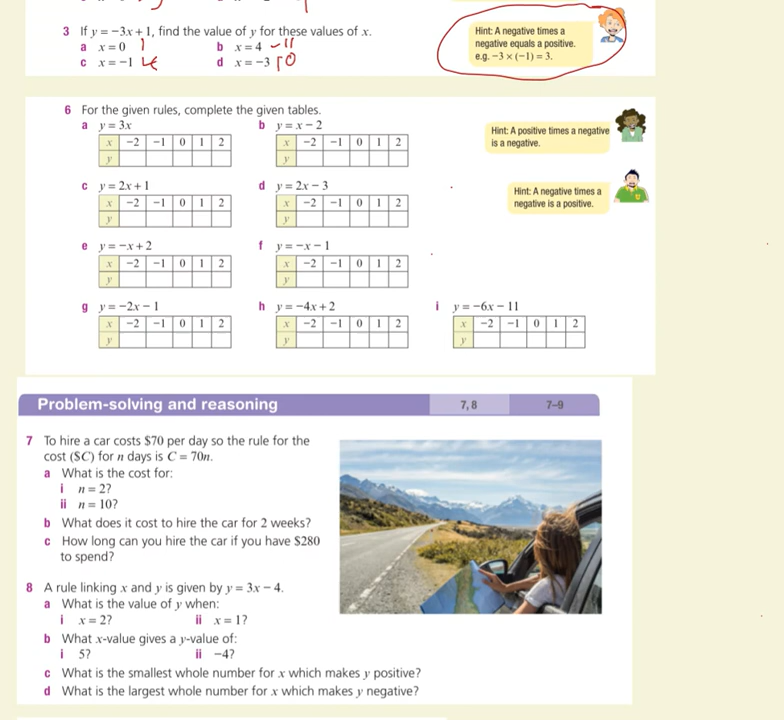 3 If y = −3x + 1, find the value of y for these values of x.
a x = 0 1 b x = 4 −11
c x = −1 4 d x = −3 10
Hint: A negative times a
negative equals a positive.
e.g. −3 × (−1) = 3.
6 For the given rules, complete the given tables.
a y = 3x b y = x − 2
x −2 −1 0 1 2 x −2 −1 0 1 2
y y
Hint: A positive times a negative
is a negative.
c y = 2x + 1 d y = 2x − 3
x −2 −1 0 1 2 x −2 −1 0 1 2
y y
Hint: A negative times a
negative is a positive.
e y = −x + 2 f y = −x − 1
x −2 −1 0 1 2 x −2 −1 0 1 2
y y
g y = −2x − 1 h y = −4x + 2 i y = −6x − 11
x −2 −1 0 1 2 x −2 −1 0 1 2 x −2 −1 0 1 2
y y y
Problem-solving and reasoning 7, 8 7–9
7 To hire a car costs $70 per day so the rule for the
cost ($C) for n days is C = 70n.
a What is the cost for:
i n = 2?
ii n = 10?
b What does it cost to hire the car for 2 weeks?
c How long can you hire the car if you have $280
to spend?
8 A rule linking x and y is given by y = 3x − 4.
a What is the value of y when:
i x = 2? ii x = 1?
b What x-value gives a y-value of:
i 5? ii −4?
c What is the smallest whole number for x which makes y positive?
d What is the largest whole number for x which makes y negative?